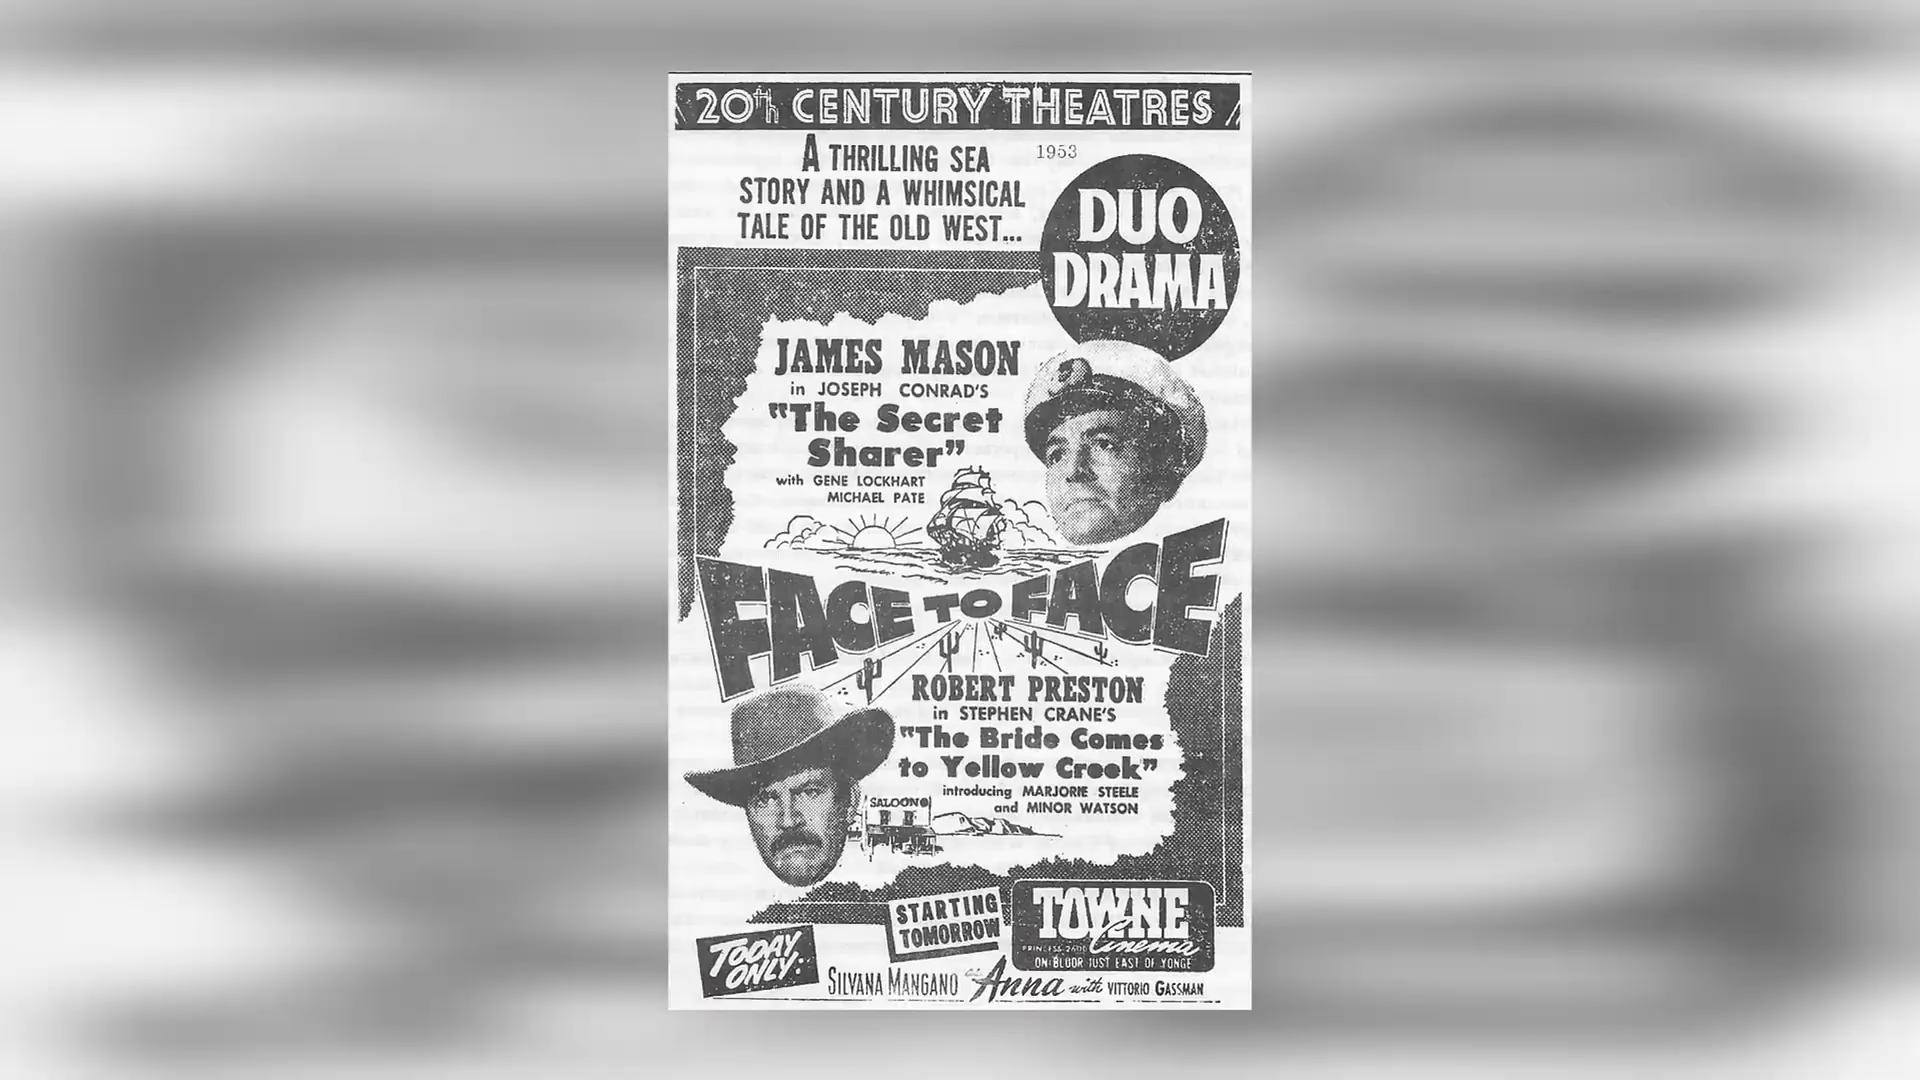 20th CENTURY THEATRES
1953
A THRILLING SEA
STORY AND A WHIMSICAL
TALE OF THE OLD WEST...
DUO
DRAMA
JAMES MASON
in JOSEPH CONRAD'S
"The Secret
Sharer"
with GENE LOCKHART
MICHAEL PATE
FACE TO FACE
ROBERT PRESTON
in STEPHEN CRANE'S
"The Bride Comes
to Yellow Creek"
introducing MARJORIE STEELE
and MINOR WATSON
SALOON
STARTING
TOMORROW
TOWNE
Cinema
PRINCESS 2600
ON BLOOR JUST EAST OF YONGE
TODAY
ONLY:
SILVANA MANGANO as Anna with VITTORIO GASSMAN